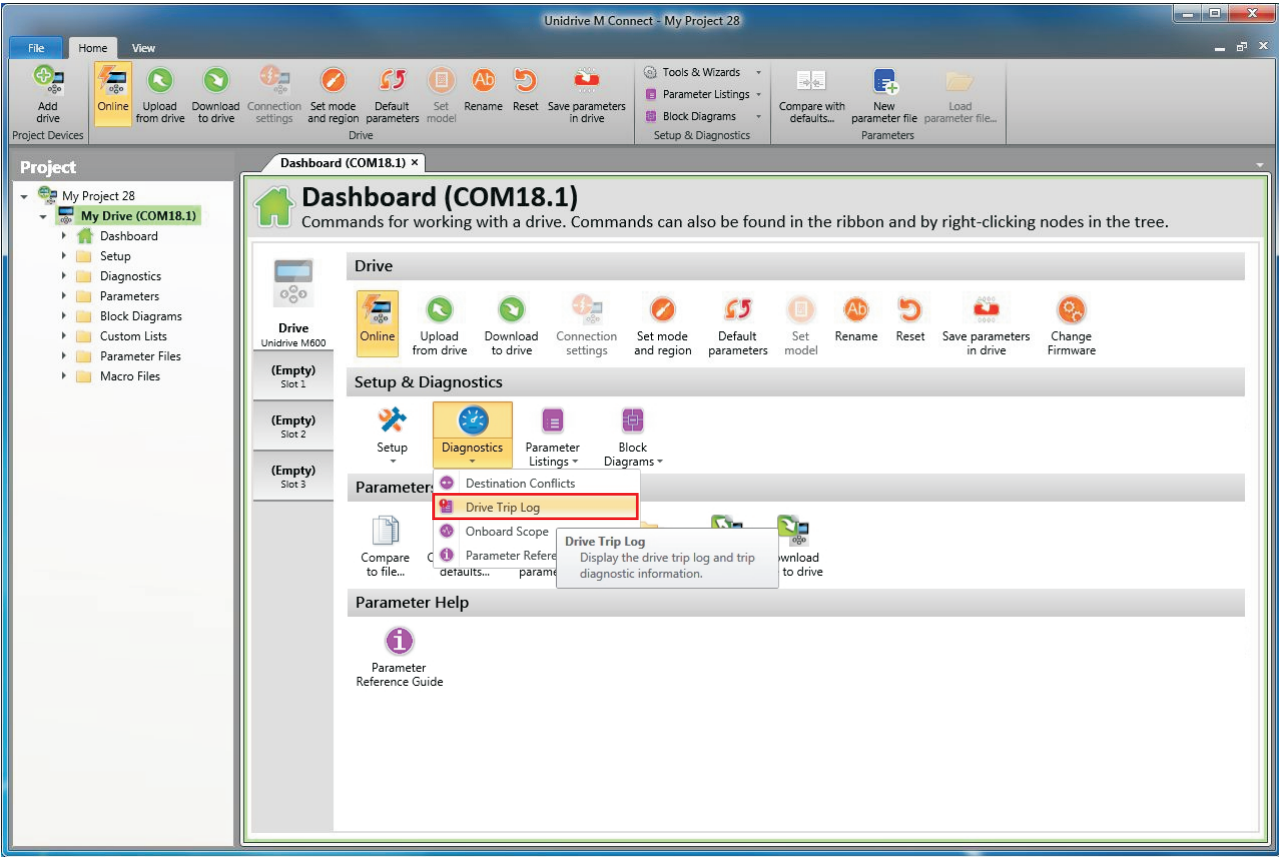 Unidrive M Connect - My Project 28
File Home View
Add drive
Online
Upload from drive
Download to drive
Connection settings
Set mode and region
Default parameters
Set model
Rename
Reset
Save parameters in drive
Tools & Wizards
Parameter Listings
Block Diagrams
Compare with defaults...
New parameter file
Load parameter file...
Project Devices
Drive
Setup & Diagnostics
Parameters
Project
My Project 28
My Drive (COM18.1)
Dashboard
Setup
Diagnostics
Parameters
Block Diagrams
Custom Lists
Parameter Files
Macro Files
Dashboard (COM18.1) ×
Dashboard (COM18.1)
Commands for working with a drive. Commands can also be found in the ribbon and by right-clicking nodes in the tree.
Drive
Unidrive M600
(Empty)
Slot 1
(Empty)
Slot 2
(Empty)
Slot 3
Drive
Online
Upload from drive
Download to drive
Connection settings
Set mode and region
Default parameters
Set model
Rename
Reset
Save parameters in drive
Change Firmware
Setup & Diagnostics
Setup
Diagnostics
Parameter Listings
Block Diagrams
Destination Conflicts
Drive Trip Log
Onboard Scope
Parameter Refere
Drive Trip Log
Display the drive trip log and trip
diagnostic information.
Parameters
Compare to file...
defaults...
parame
wnload
to drive
Parameter Help
Parameter
Reference Guide